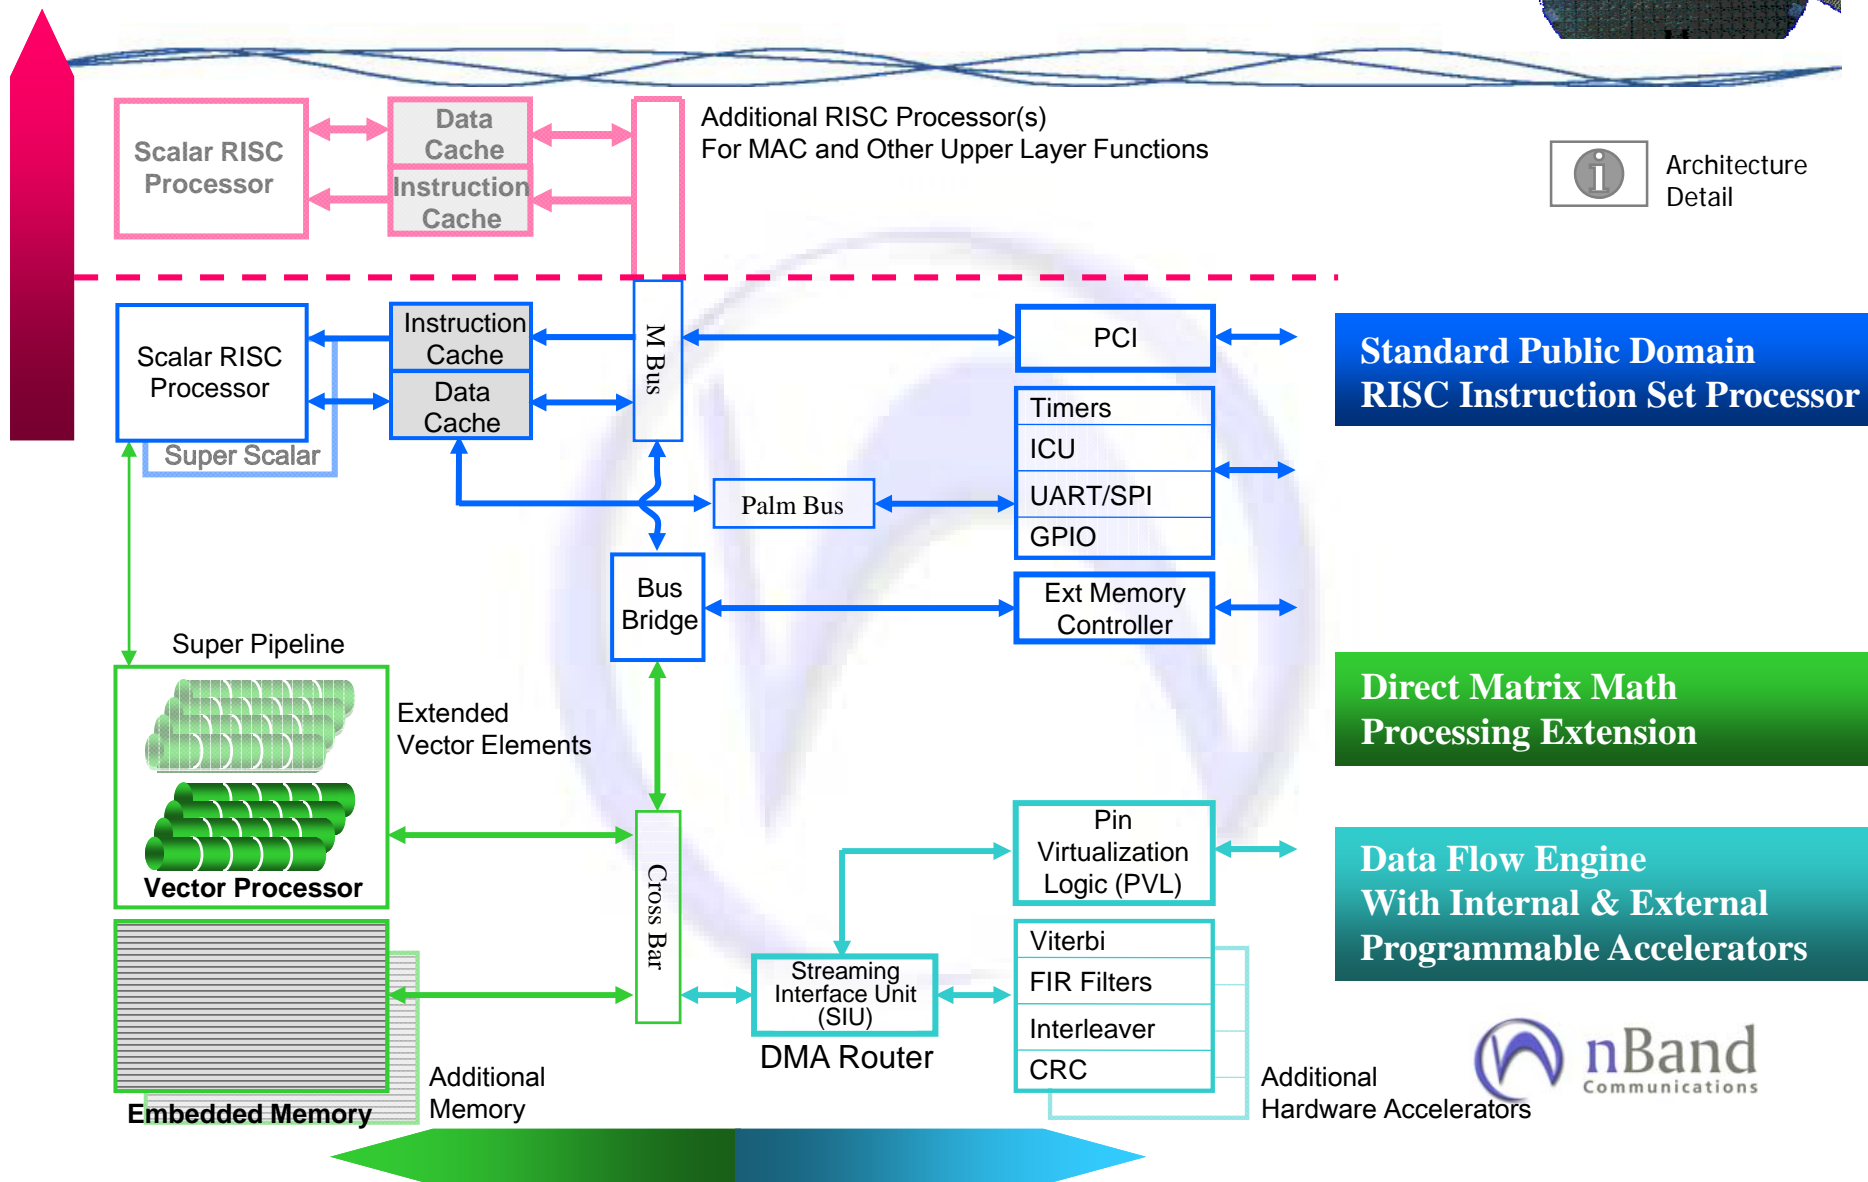 Scalar RISC
Processor
Data
Cache
Instruction
Cache
Additional RISC Processor(s)
For MAC and Other Upper Layer Functions
Architecture
Detail
Scalar RISC
Processor
Super Scalar
Instruction
Cache
Data
Cache
M Bus
PCI
Timers
ICU
UART/SPI
GPIO
Palm Bus
Bus
Bridge
Ext Memory
Controller
Standard Public Domain
RISC Instruction Set Processor
Super Pipeline
Extended
Vector Elements
Vector Processor
Direct Matrix Math
Processing Extension
Cross Bar
Pin
Virtualization
Logic (PVL)
Data Flow Engine
With Internal & External
Programmable Accelerators
Streaming
Interface Unit
(SIU)
DMA Router
Viterbi
FIR Filters
Interleaver
CRC
Embedded Memory
Additional
Memory
Additional
Hardware Accelerators
nBand
Communications